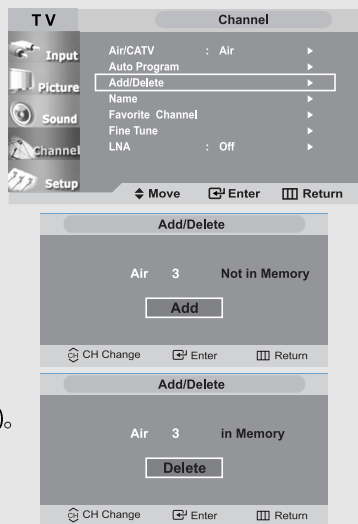 TV Channel
Input
Picture
Sound
Channel
Setup
Air/CATV : Air
Auto Program
Add/Delete
Name
Favorite Channel
Fine Tune
LNA : Off
Move Enter Return
Add/Delete
Air 3 Not in Memory
Add
CH CH Change Enter Return
Add/Delete
Air 3 in Memory
Delete
CH CH Change Enter Return
)。